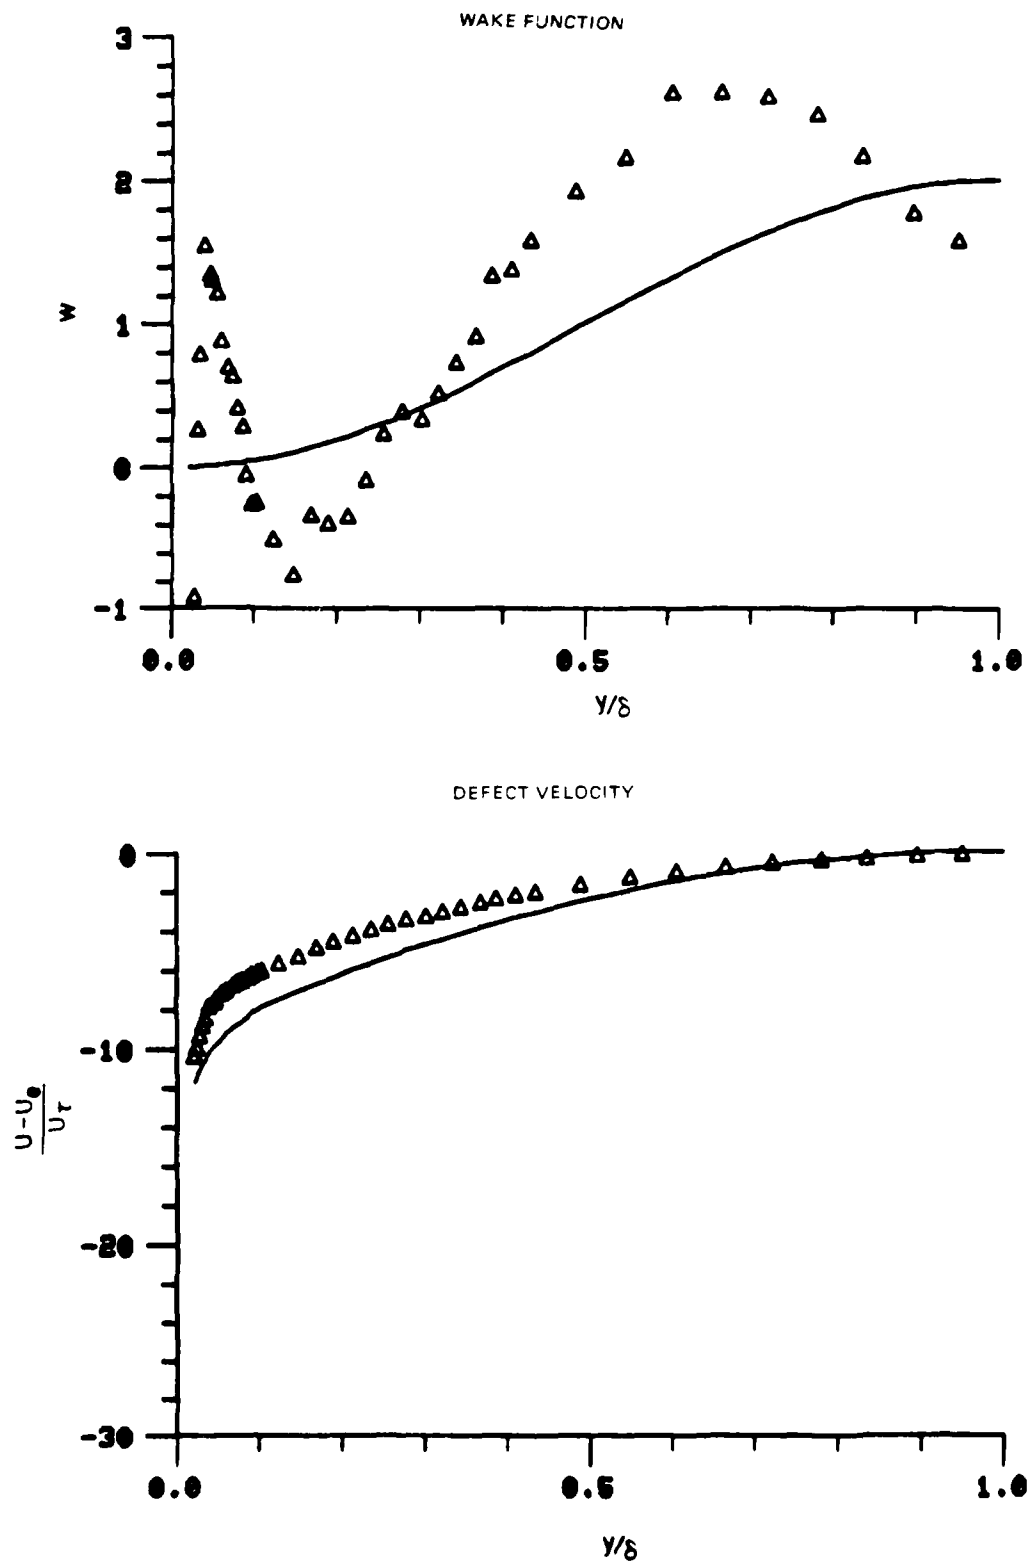 WAKE FUNCTION
3
2
1
0
-1
W
0.0 0.5 1.0
y/δ
DEFECT VELOCITY
0
-10
-20
-30
U-Ue
Uτ
0.0 0.5 1.0
y/δ